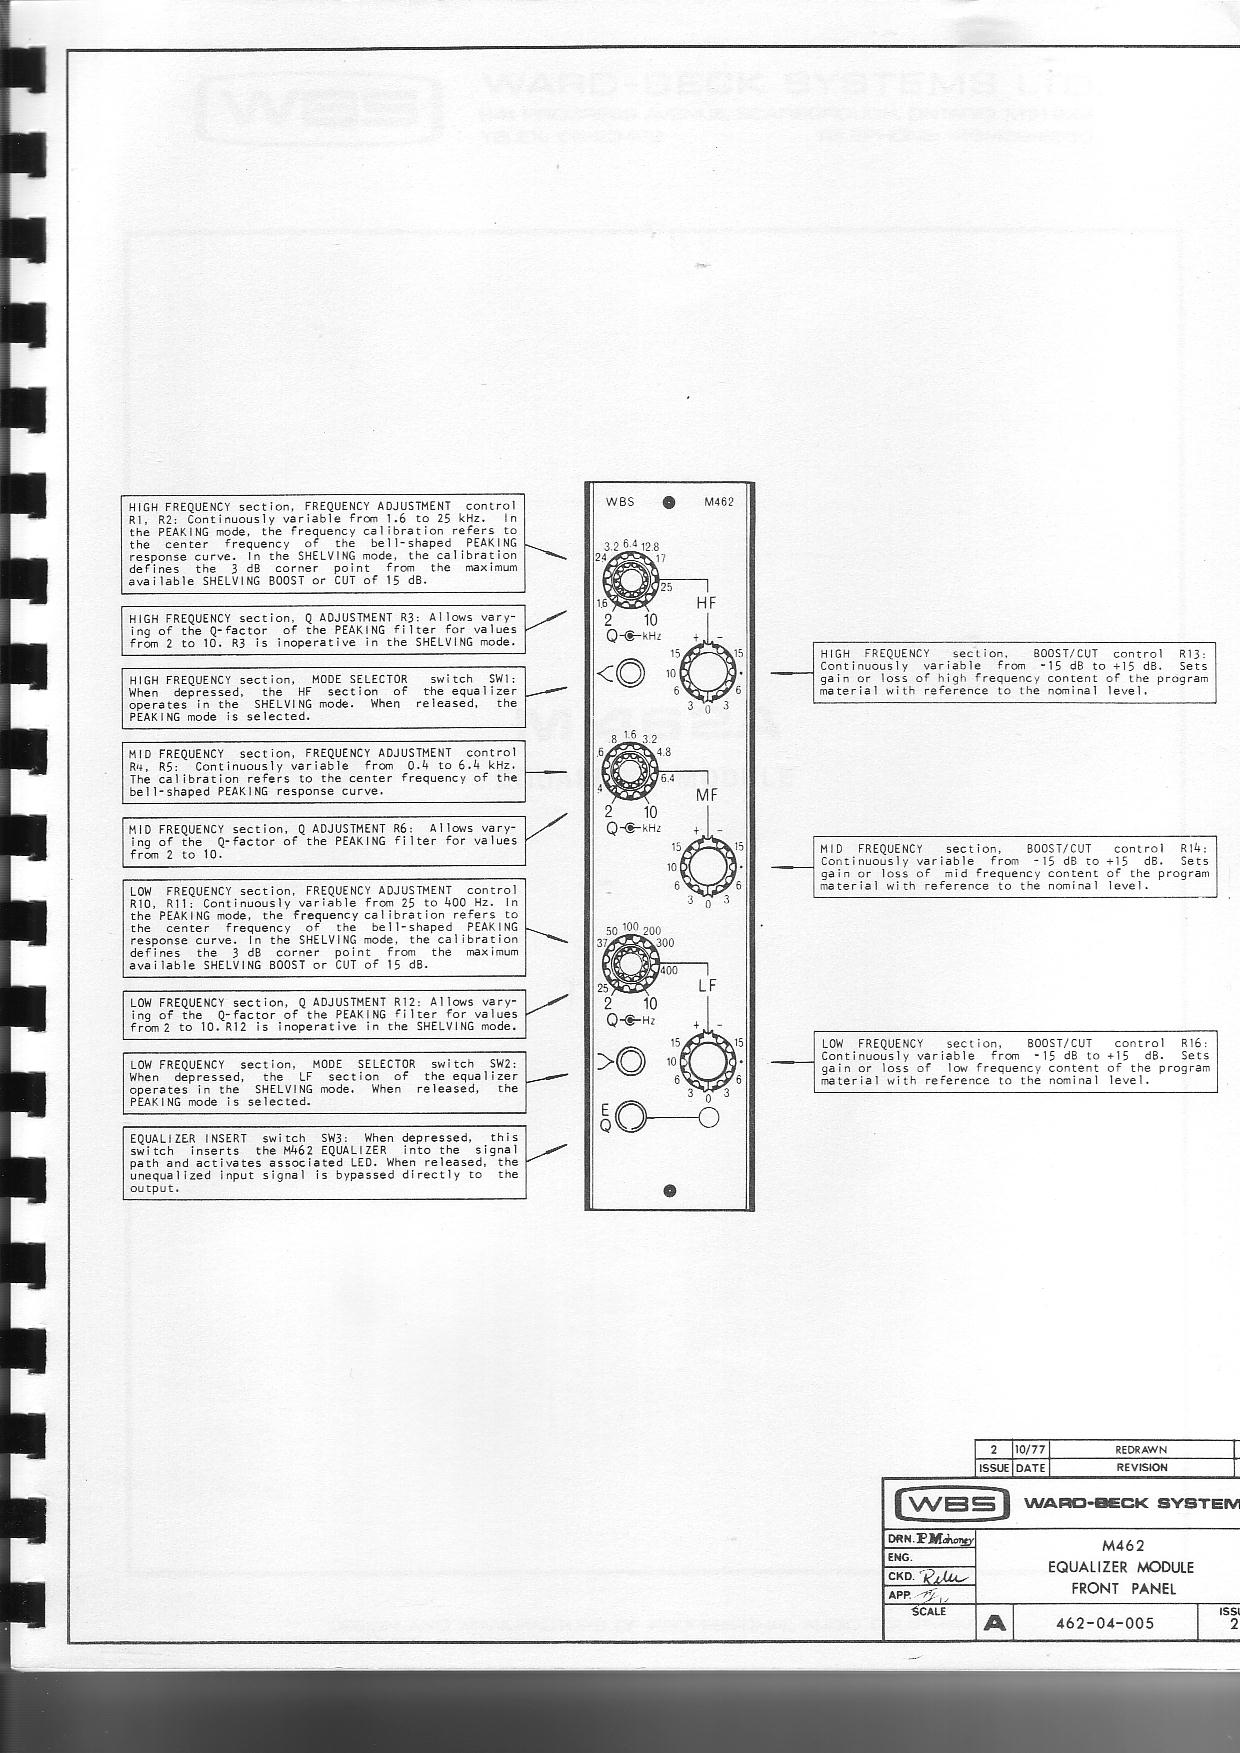 HIGH FREQUENCY section, FREQUENCY ADJUSTMENT control
R1, R2: Continuously variable from 1.6 to 25 kHz. In
the PEAKING mode, the frequency calibration refers to
the center frequency of the bell-shaped PEAKING
response curve. In the SHELVING mode, the calibration
defines the 3 dB corner point from the maximum
available SHELVING BOOST or CUT of 15 dB.
HIGH FREQUENCY section, Q ADJUSTMENT R3: Allows vary-
ing of the Q-factor of the PEAKING filter for values
from 2 to 10. R3 is inoperative in the SHELVING mode.
HIGH FREQUENCY section, MODE SELECTOR switch SW1:
When depressed, the HF section of the equalizer
operates in the SHELVING mode. When released, the
PEAKING mode is selected.
MID FREQUENCY section, FREQUENCY ADJUSTMENT control
R4, R5: Continuously variable from 0.4 to 6.4 kHz.
The calibration refers to the center frequency of the
bell-shaped PEAKING response curve.
MID FREQUENCY section, Q ADJUSTMENT R6: Allows vary-
ing of the Q-factor of the PEAKING filter for values
from 2 to 10.
LOW FREQUENCY section, FREQUENCY ADJUSTMENT control
R10, R11: Continuously variable from 25 to 400 Hz. In
the PEAKING mode, the frequency calibration refers to
the center frequency of the bell-shaped PEAKING
response curve. In the SHELVING mode, the calibration
defines the 3 dB corner point from the maximum
available SHELVING BOOST or CUT of 15 dB.
LOW FREQUENCY section, Q ADJUSTMENT R12: Allows vary-
ing of the Q-factor of the PEAKING filter for values
from 2 to 10. R12 is inoperative in the SHELVING mode.
LOW FREQUENCY section, MODE SELECTOR switch SW2:
When depressed, the LF section of the equalizer
operates in the SHELVING mode. When released, the
PEAKING mode is selected.
EQUALIZER INSERT switch SW3: When depressed, this
switch inserts the M462 EQUALIZER into the signal
path and activates associated LED. When released, the
unequalized input signal is bypassed directly to the
output.
WBS M462
3.2 6.4 12.8
24 17
25
1.6
HF
2 10
Q kHz
+ -
15 15
10
6 6
3 0 3
.8 1.6 3.2
.6 4.8
6.4
.4
MF
2 10
Q kHz
+ -
15 15
10
6 6
3 0 3
50 100 200
37 300
400
25
LF
2 10
Q Hz
+ -
15 15
10
6 6
3 0 3
E
Q
HIGH FREQUENCY section, BOOST/CUT control R13:
Continuously variable from -15 dB to +15 dB. Sets
gain or loss of high frequency content of the program
material with reference to the nominal level.
MID FREQUENCY section, BOOST/CUT control R14:
Continuously variable from -15 dB to +15 dB. Sets
gain or loss of mid frequency content of the program
material with reference to the nominal level.
LOW FREQUENCY section, BOOST/CUT control R16:
Continuously variable from -15 dB to +15 dB. Sets
gain or loss of low frequency content of the program
material with reference to the nominal level.
2 10/77 REDRAWN
ISSUE DATE REVISION
WBS WARD-BECK SYSTEM
DRN. P Mahoney
ENG.
CKD.
APP.
SCALE
M462
EQUALIZER MODULE
FRONT PANEL
A 462-04-005
ISSU
2